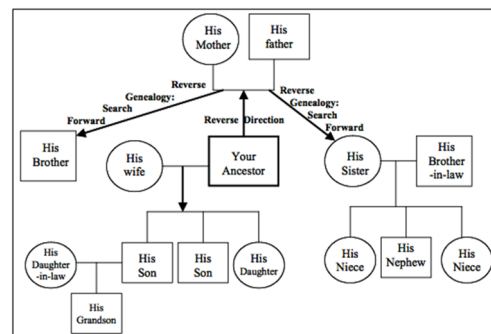 His
Mother
His
father
Reverse
Genealogy:
Search
Forward
Reverse
Genealogy:
Search
Forward
Reverse Direction
His
Brother
His
wife
Your
Ancestor
His
Sister
His
Brother
-in-law
His
Daughter
-in-law
His
Son
His
Son
His
Daughter
His
Niece
His
Nephew
His
Niece
His
Grandson